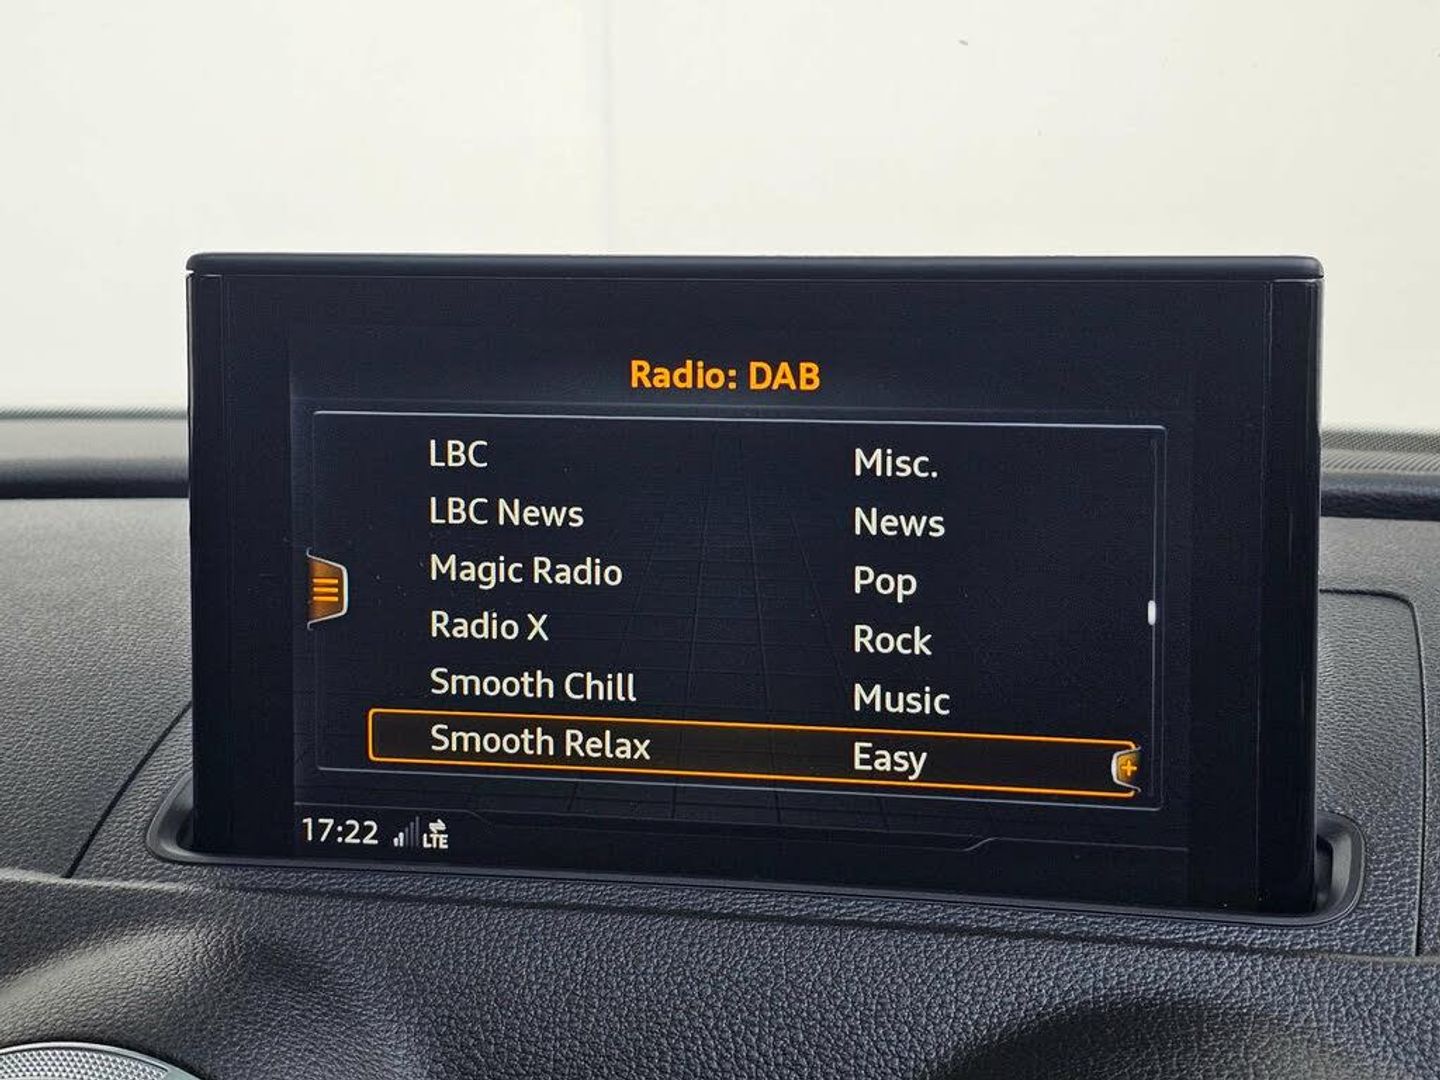 Radio: DAB
LBC Misc.
LBC News News
Magic Radio Pop
Radio X Rock
Smooth Chill Music
Smooth Relax Easy
17:22 LTE